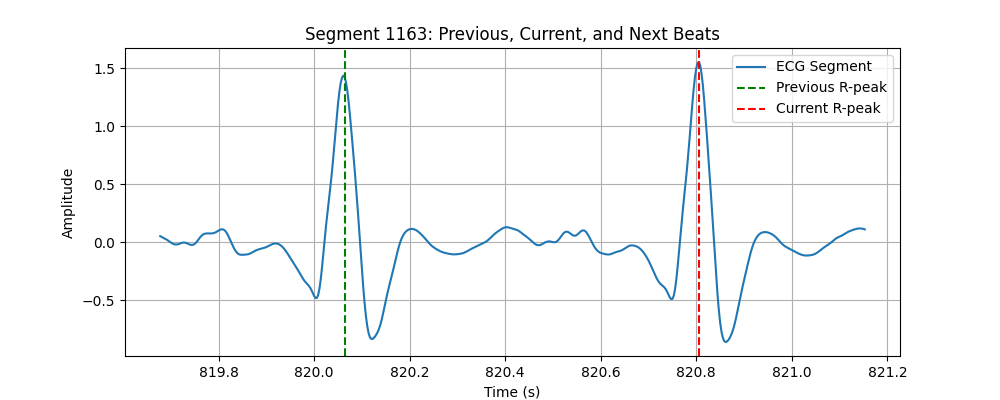 Segment 1163: Previous, Current, and Next Beats
ECG Segment
Previous R-peak
Current R-peak
1.5
1.0
0.5
0.0
−0.5
Amplitude
819.8 820.0 820.2 820.4 820.6 820.8 821.0 821.2
Time (s)